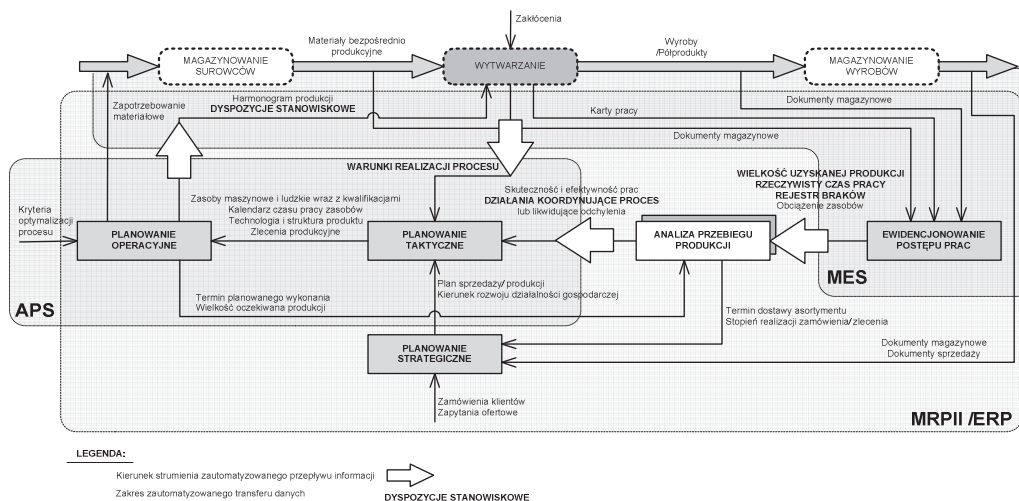 Zakłócenia
Materiały bezpośrednio
produkcyjne
Wyroby
/Półprodukty
MAGAZYNOWANIE
SUROWCÓW
WYTWARZANIE
MAGAZYNOWANIE
WYROBÓW
Zapotrzebowanie
materiałowe
Harmonogram produkcji
DYSPOZYCJE STANOWISKOWE
Karty pracy
Dokumenty magazynowe
Dokumenty magazynowe
WARUNKI REALIZACJI PROCESU
Kryteria
optymalizacji
procesu
Zasoby maszynowe i ludzkie wraz z kwalifikacjami
Kalendarz czasu pracy zasobów
Technologia i struktura produktu
Zlecenia produkcyjne
Skuteczność i efektywność prac
DZIAŁANIA KOORDYNUJĄCE PROCES
lub likwidujące odchylenia
WIELKOŚĆ UZYSKANEJ PRODUKCJI
RZECZYWISTY CZAS PRACY
REJESTR BRAKÓW
Obciążenie zasobów
PLANOWANIE
OPERACYJNE
PLANOWANIE
TAKTYCZNE
ANALIZA PRZEBIEGU
PRODUKCJI
EWIDENCJONOWANIE
POSTĘPU PRAC
MES
APS
Termin planowanego wykonania
Wielkość oczekiwana produkcji
Plan sprzedaży/ produkcji
Kierunek rozwoju działalności gospodarczej
Termin dostawy asortymentu
Stopień realizacji zamówienia/zlecenia
PLANOWANIE
STRATEGICZNE
Dokumenty magazynowe
Dokumenty sprzedaży
Zamówienia klientów
Zapytania ofertowe
MRPII /ERP
LEGENDA:
Kierunek strumienia zautomatyzowanego przepływu informacji
Zakres zautomatyzowanego transferu danych
DYSPOZYCJE STANOWISKOWE